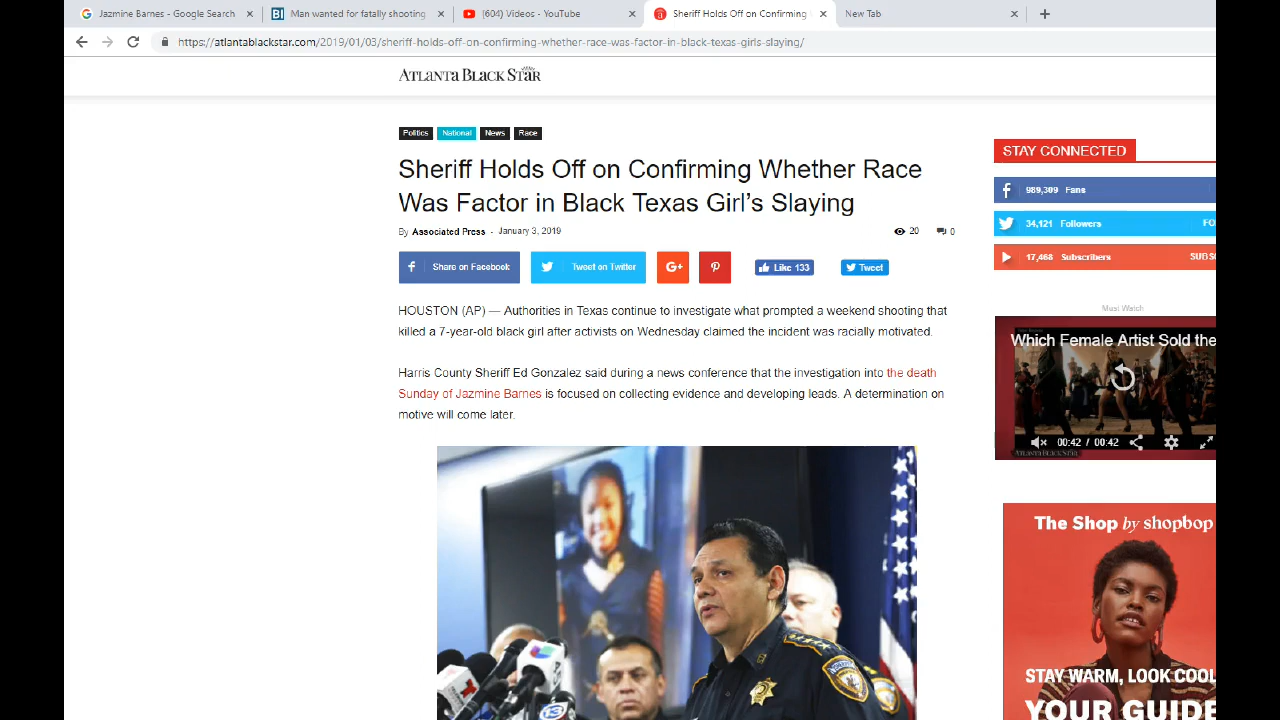 Jazmine Barnes - Google Search
Man wanted for fatally shooting
(604) Videos - YouTube
Sheriff Holds Off on Confirming
New Tab
https://atlantablackstar.com/2019/01/03/sheriff-holds-off-on-confirming-whether-race-was-factor-in-black-texas-girls-slaying/
ATLANTA BLACK STAR
Politics National News Race
Sheriff Holds Off on Confirming Whether Race
Was Factor in Black Texas Girl's Slaying
By Associated Press - January 3, 2019
20 0
Share on Facebook Tweet on Twitter G+ Like 133 Tweet
HOUSTON (AP) — Authorities in Texas continue to investigate what prompted a weekend shooting that
killed a 7-year-old black girl after activists on Wednesday claimed the incident was racially motivated.
Harris County Sheriff Ed Gonzalez said during a news conference that the investigation into the death
Sunday of Jazmine Barnes is focused on collecting evidence and developing leads. A determination on
motive will come later.
STAY CONNECTED
989,309 Fans
34,121 Followers FO
17,468 Subscribers SUBS
Must Watch
Which Female Artist Sold the
00:42 / 00:42
ATLANTA BLACK STAR
The Shop by shopbop
STAY WARM, LOOK COOL
YOUR GUIDE
13
BI